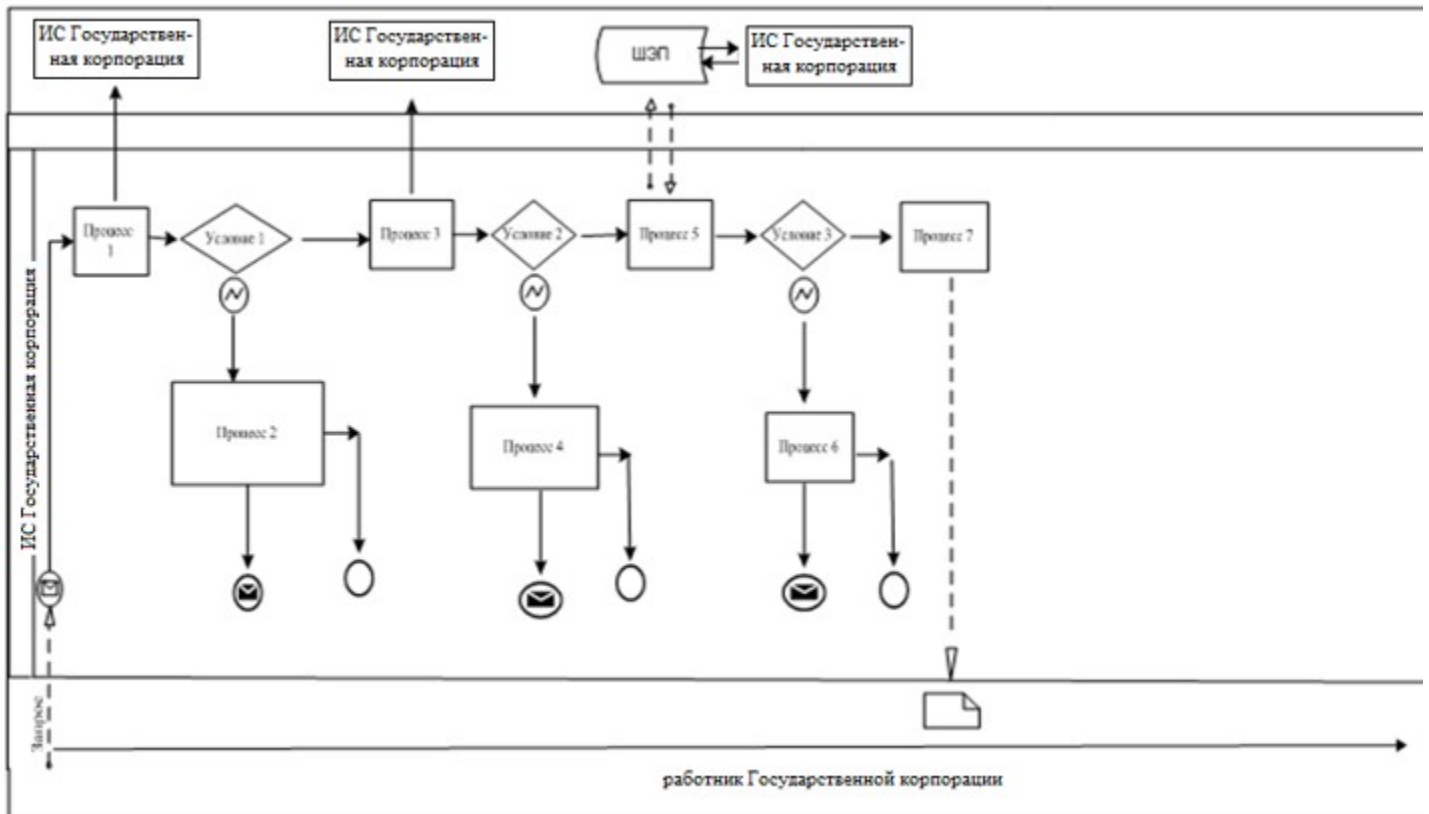 ИС Государствен-
ная корпорация
ИС Государствен-
ная корпорация
ШЭП
ИС Государствен-
ная корпорация
ИС Государственная корпорация
Процесс
1
Условие 1
Процесс 3
Условие 2
Процесс 5
Условие 3
Процесс 7
Процесс 2
Процесс 4
Процесс 6
Запрос
работник Государственной корпорации